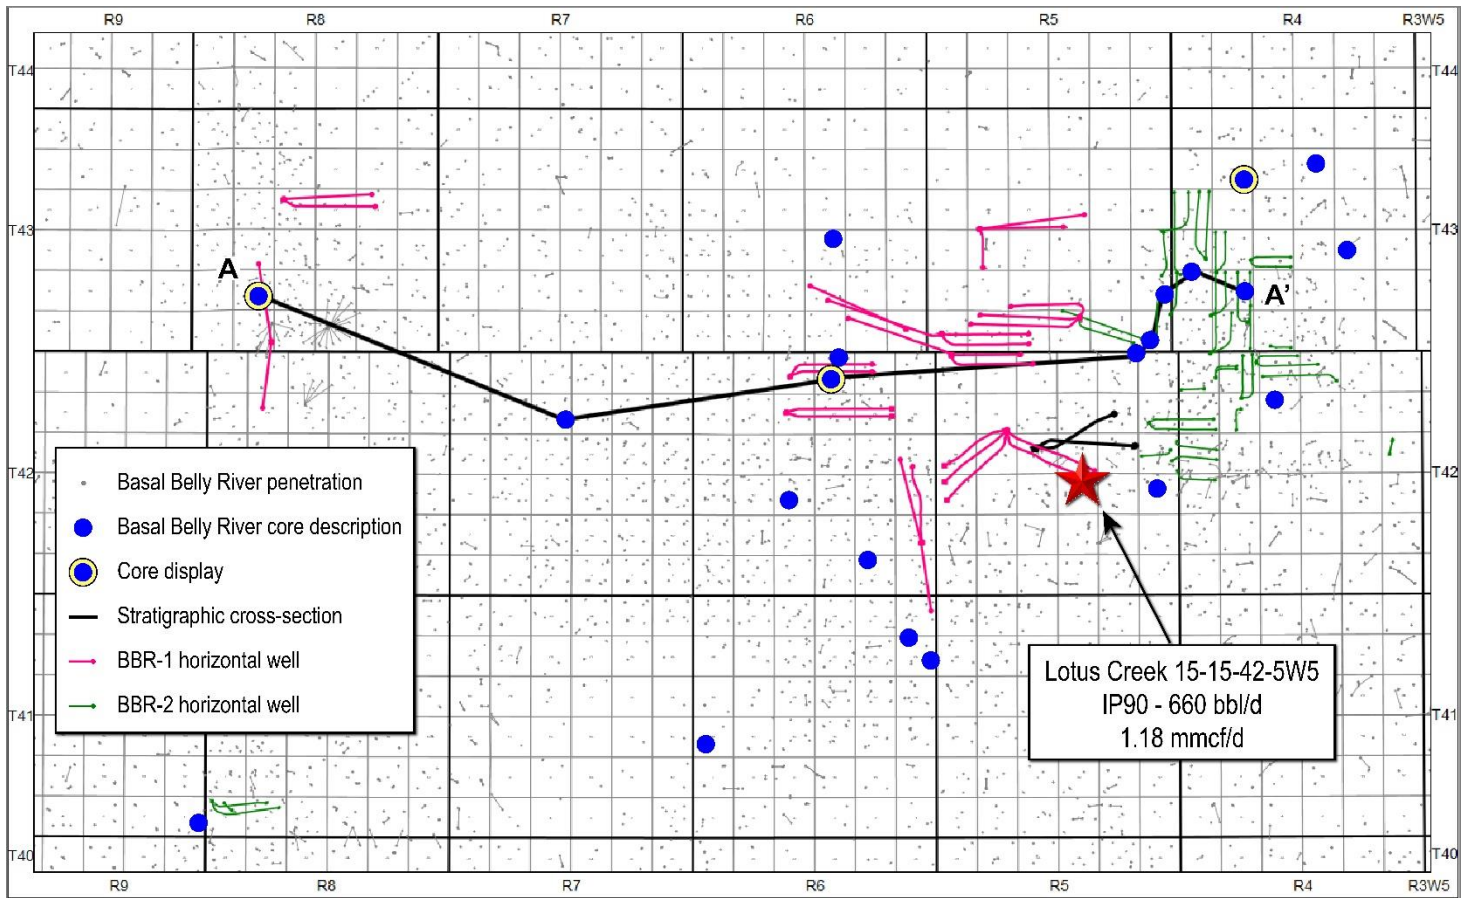 R9 R8 R7 R6 R5 R4 R3W5
T44 T44
T43 T43
A
A'
T42 T42
Basal Belly River penetration
Basal Belly River core description
Core display
Stratigraphic cross-section
BBR-1 horizontal well
BBR-2 horizontal well
Lotus Creek 15-15-42-5W5
IP90 - 660 bbl/d
1.18 mmcf/d
T41 T41
T40 T40
R9 R8 R7 R6 R5 R4 R3W5